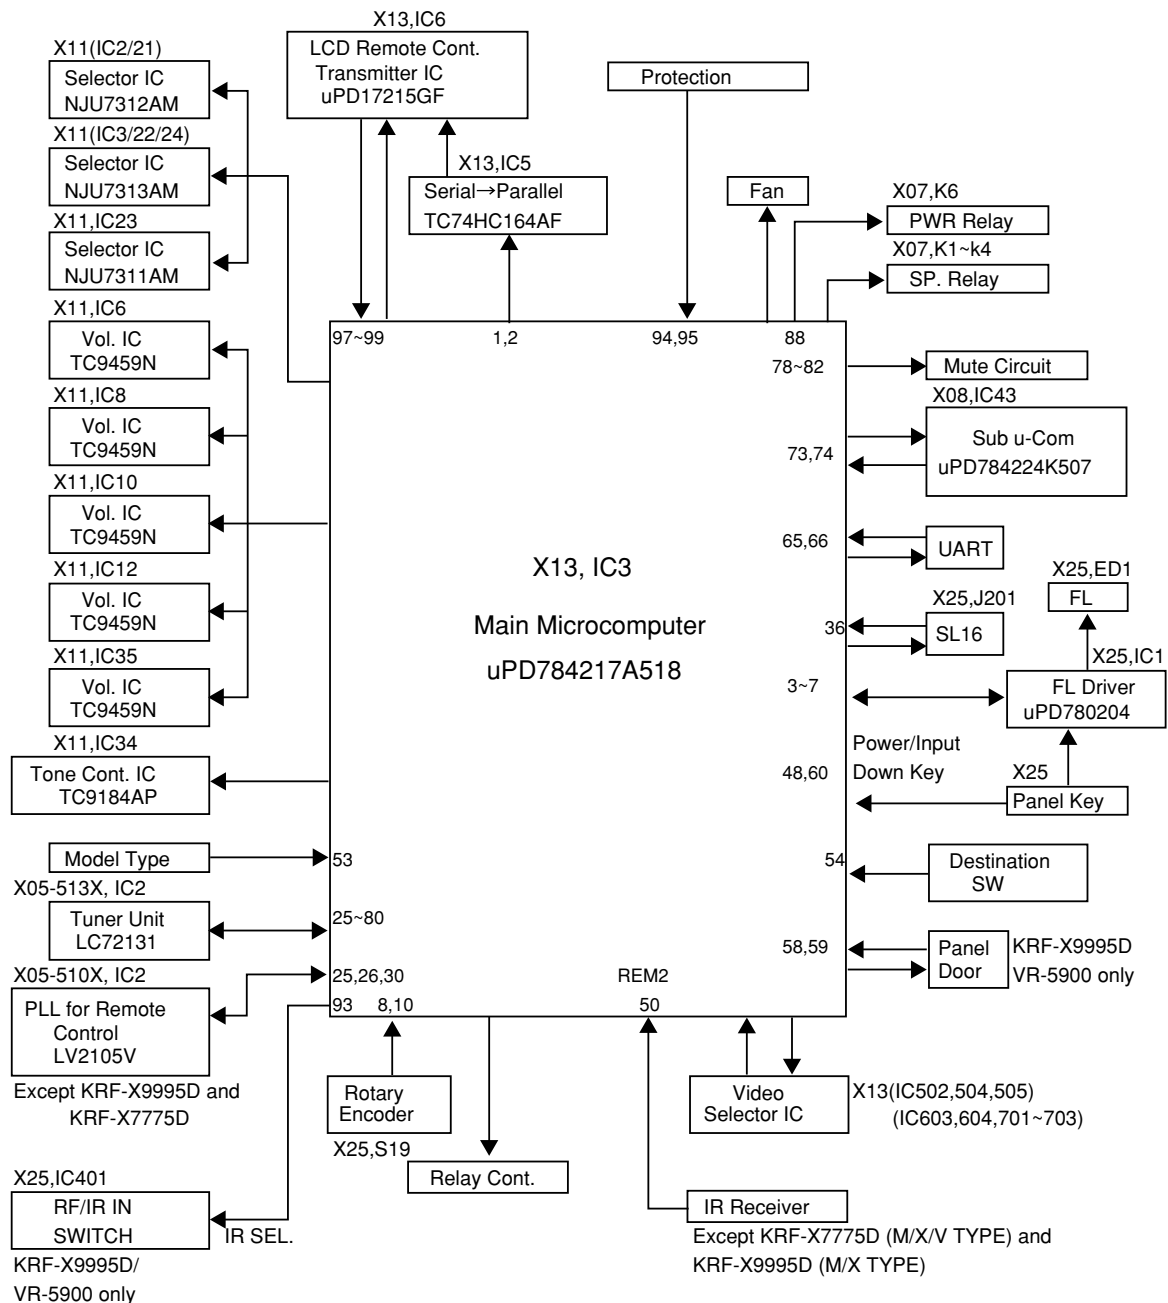 X13,IC6
LCD Remote Cont.
Transmitter IC
uPD17215GF
X11(IC2/21)
Selector IC
NJU7312AM
X11(IC3/22/24)
Selector IC
NJU7313AM
X11,IC23
Selector IC
NJU7311AM
Protection
X13,IC5
Serial→Parallel
TC74HC164AF
Fan
X07,K6
PWR Relay
X07,K1~k4
SP. Relay
X11,IC6
Vol. IC
TC9459N
X11,IC8
Vol. IC
TC9459N
X11,IC10
Vol. IC
TC9459N
X11,IC12
Vol. IC
TC9459N
X11,IC35
Vol. IC
TC9459N
X11,IC34
Tone Cont. IC
TC9184AP
Model Type
X05-513X, IC2
Tuner Unit
LC72131
X05-510X, IC2
PLL for Remote
Control
LV2105V
Except KRF-X9995D and
KRF-X7775D
X25,IC401
RF/IR IN
SWITCH
IR SEL.
KRF-X9995D/
VR-5900 only
97~99
1,2
94,95
88
78~82
73,74
65,66
36
3~7
48,60
54
58,59
53
25~80
25,26,30
93
8,10
REM2
50
X13, IC3
Main Microcomputer
uPD784217A518
Mute Circuit
X08,IC43
Sub u-Com
uPD784224K507
UART
X25,J201
SL16
X25,ED1
FL
X25,IC1
FL Driver
uPD780204
Power/Input
Down Key
X25
Panel Key
Destination
SW
Panel
Door
KRF-X9995D
VR-5900 only
Rotary
Encoder
X25,S19
Relay Cont.
Video
Selector IC
X13(IC502,504,505)
(IC603,604,701~703)
IR Receiver
Except KRF-X7775D (M/X/V TYPE) and
KRF-X9995D (M/X TYPE)